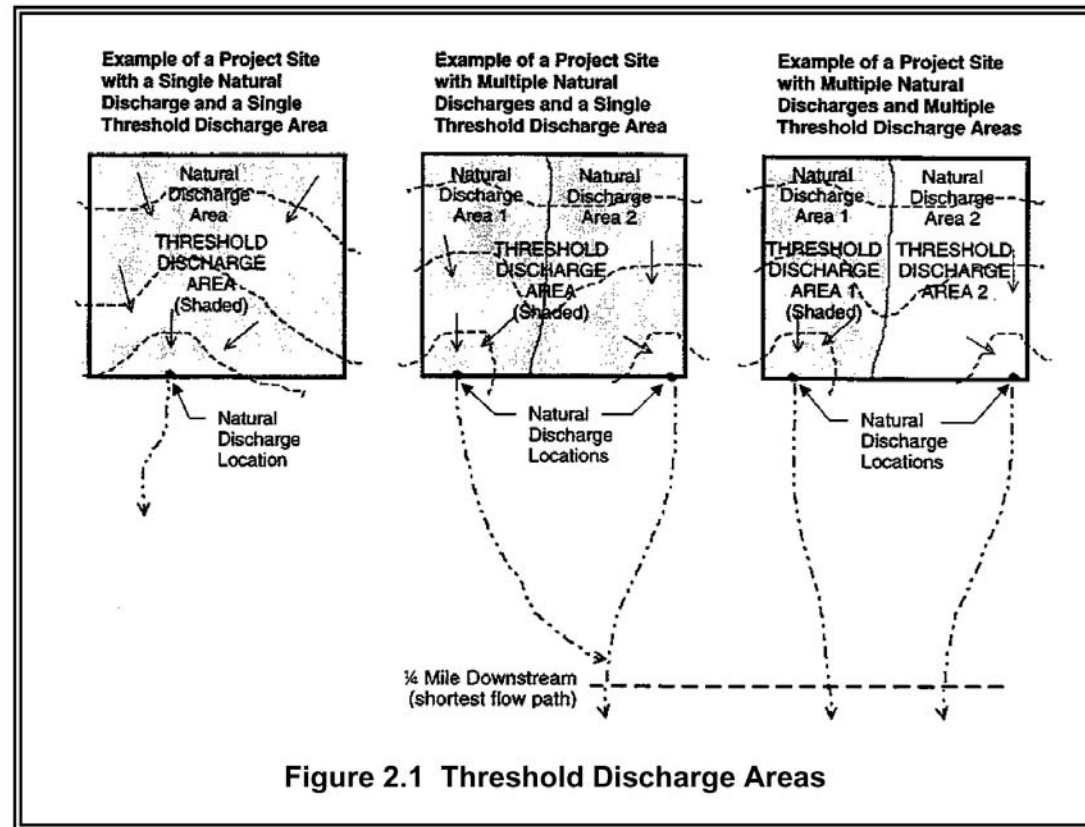 Example of a Project Site
with a Single Natural
Discharge and a Single
Threshold Discharge Area
Natural
Discharge
Area
THRESHOLD
DISCHARGE
AREA
(Shaded)
Natural
Discharge
Location
Example of a Project Site
with Multiple Natural
Discharges and a Single
Threshold Discharge Area
Natural
Discharge
Area 1
Natural
Discharge
Area 2
THRESHOLD
DISCHARGE
AREA
(Shaded)
Natural
Discharge
Locations
Example of a Project Site
with Multiple Natural
Discharges and Multiple
Threshold Discharge Areas
Natural
Discharge
Area 1
Natural
Discharge
Area 2
THRESHOLD
DISCHARGE
AREA 1
(Shaded)
THRESHOLD
DISCHARGE
AREA 2
Natural
Discharge
Locations
¼ Mile Downstream
(shortest flow path)
Figure 2.1 Threshold Discharge Areas